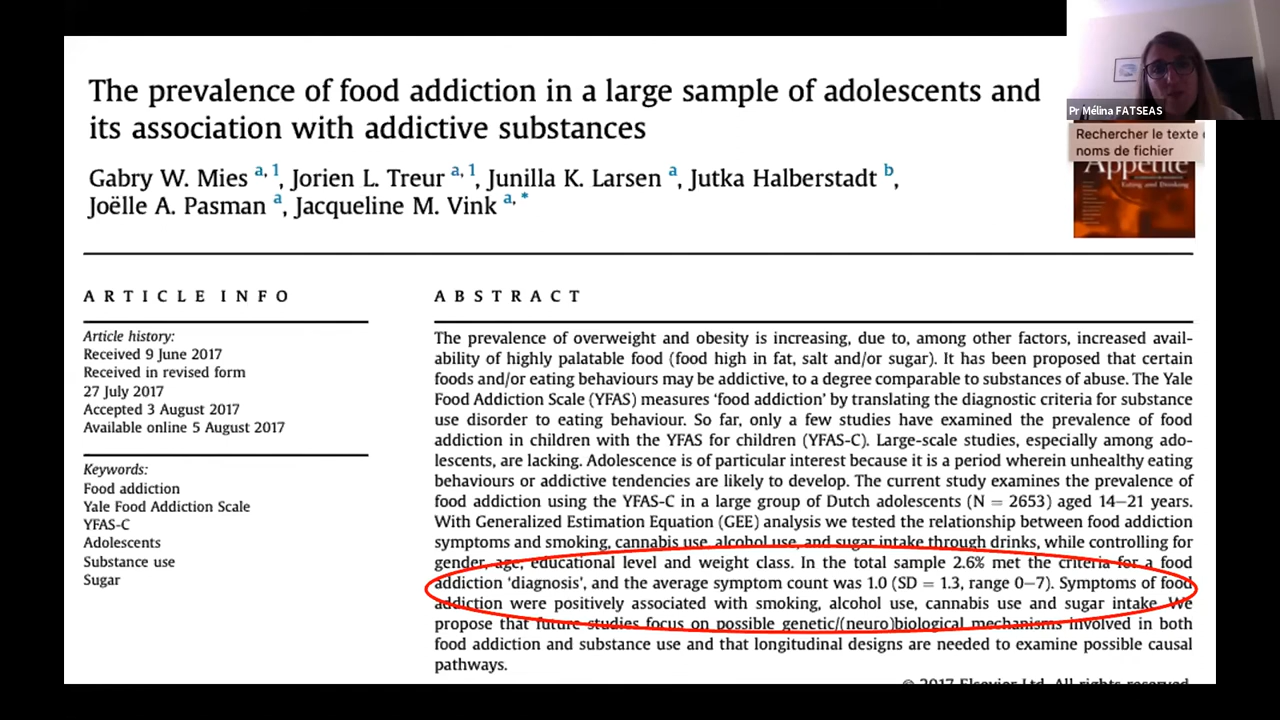 The prevalence of food addiction in a large sample of adolescents and
its association with addictive substances
Gabry W. Mies a, 1, Jorien L. Treur a, 1, Junilla K. Larsen a, Jutka Halberstadt b,
Joëlle A. Pasman a, Jacqueline M. Vink a, *
Pr Mélina FATSEAS
Rechercher le texte
noms de fichier
Appetite
Eating and Drinking
ARTICLE INFO
Article history:
Received 9 June 2017
Received in revised form
27 July 2017
Accepted 3 August 2017
Available online 5 August 2017
Keywords:
Food addiction
Yale Food Addiction Scale
YFAS-C
Adolescents
Substance use
Sugar
ABSTRACT
The prevalence of overweight and obesity is increasing, due to, among other factors, increased avail-
ability of highly palatable food (food high in fat, salt and/or sugar). It has been proposed that certain
foods and/or eating behaviours may be addictive, to a degree comparable to substances of abuse. The Yale
Food Addiction Scale (YFAS) measures ‘food addiction’ by translating the diagnostic criteria for substance
use disorder to eating behaviour. So far, only a few studies have examined the prevalence of food
addiction in children with the YFAS for children (YFAS-C). Large-scale studies, especially among ado-
lescents, are lacking. Adolescence is of particular interest because it is a period wherein unhealthy eating
behaviours or addictive tendencies are likely to develop. The current study examines the prevalence of
food addiction using the YFAS-C in a large group of Dutch adolescents (N = 2653) aged 14–21 years.
With Generalized Estimation Equation (GEE) analysis we tested the relationship between food addiction
symptoms and smoking, cannabis use, alcohol use, and sugar intake through drinks, while controlling for
gender, age, educational level and weight class. In the total sample 2.6% met the criteria for a food
addiction ‘diagnosis’, and the average symptom count was 1.0 (SD = 1.3, range 0–7). Symptoms of food
addiction were positively associated with smoking, alcohol use, cannabis use and sugar intake. We
propose that future studies focus on possible genetic/(neuro)biological mechanisms involved in both
food addiction and substance use and that longitudinal designs are needed to examine possible causal
pathways.
© 2017 Elsevier Ltd. All rights reserved.